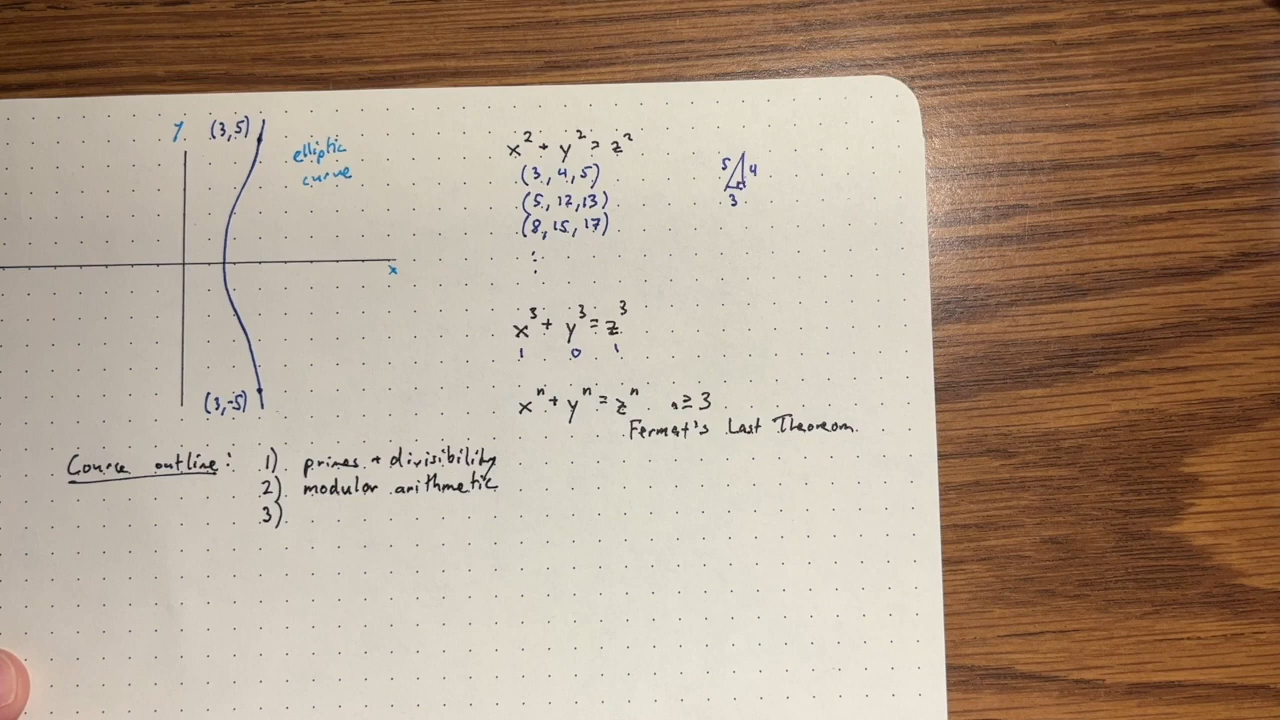 y
(3,5)
elliptic
curve
x
(3,-5)
x² + y² = z²
(3, 4, 5)
(5, 12, 13)
(8, 15, 17)
⋮
5
4
3
x³ + y³ = z³
1 0 1
xⁿ + yⁿ = zⁿ n ≥ 3
Fermat's Last Theorem
Course outline: 1) primes + divisibility
2) modular arithmetic
3)